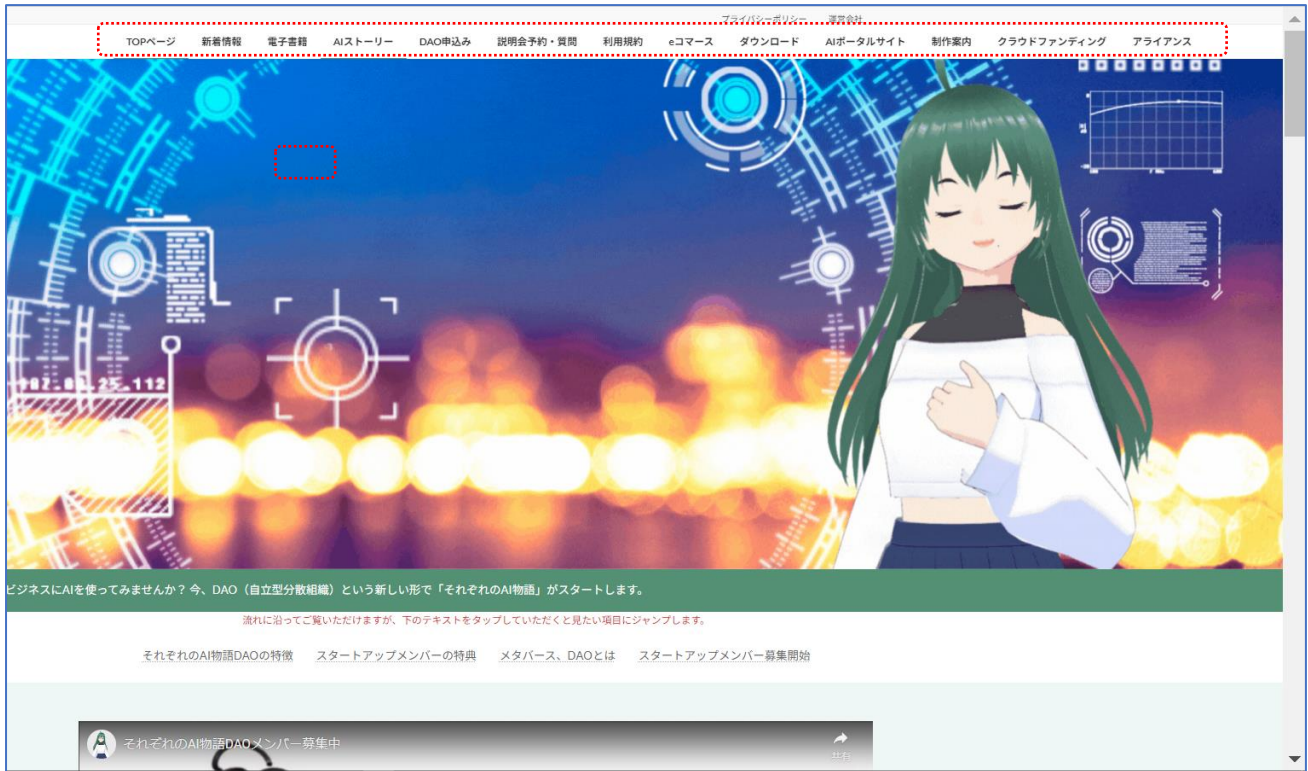 プライバシーポリシー 運営会社
TOPページ 新着情報 電子書籍 AIストーリー DAO申込み 説明会予約・質問 利用規約 eコマース ダウンロード AIポータルサイト 制作案内 クラウドファンディング アライアンス
ビジネスにAIを使ってみませんか？今、DAO（自立型分散組織）という新しい形で「それぞれのAI物語」がスタートします。
流れに沿ってご覧いただけますが、下のテキストをタップしていただくと見たい項目にジャンプします。
それぞれのAI物語DAOの特徴 スタートアップメンバーの特典 メタバース、DAOとは スタートアップメンバー募集開始
それぞれのAI物語DAOメンバー募集中
共有